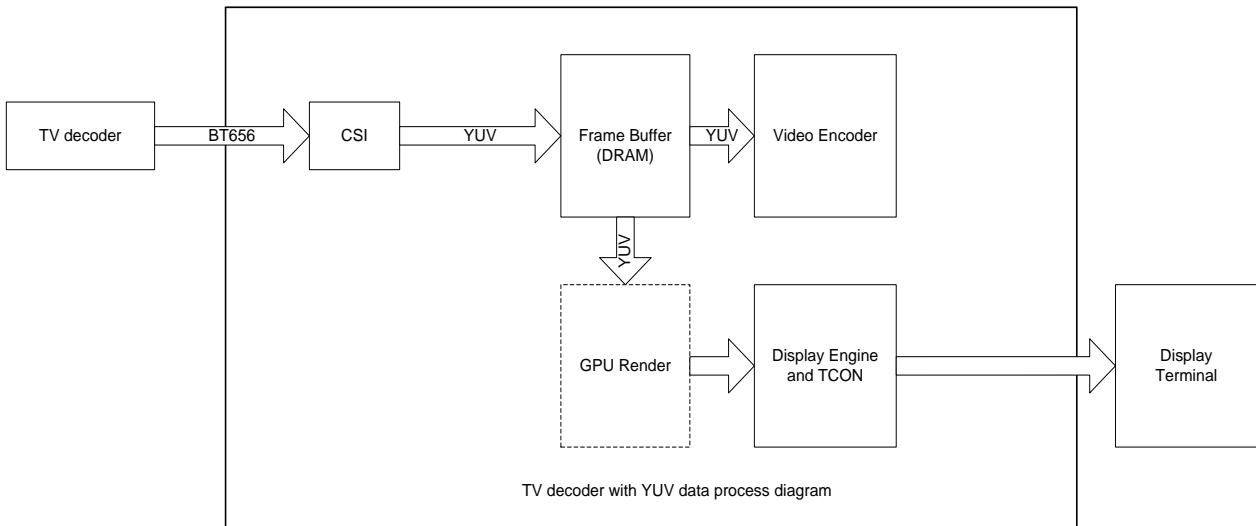 TV decoder
BT656
CSI
YUV
Frame Buffer
(DRAM)
YUV
Video Encoder
YUV
GPU Render
Display Engine
and TCON
Display
Terminal
TV decoder with YUV data process diagram